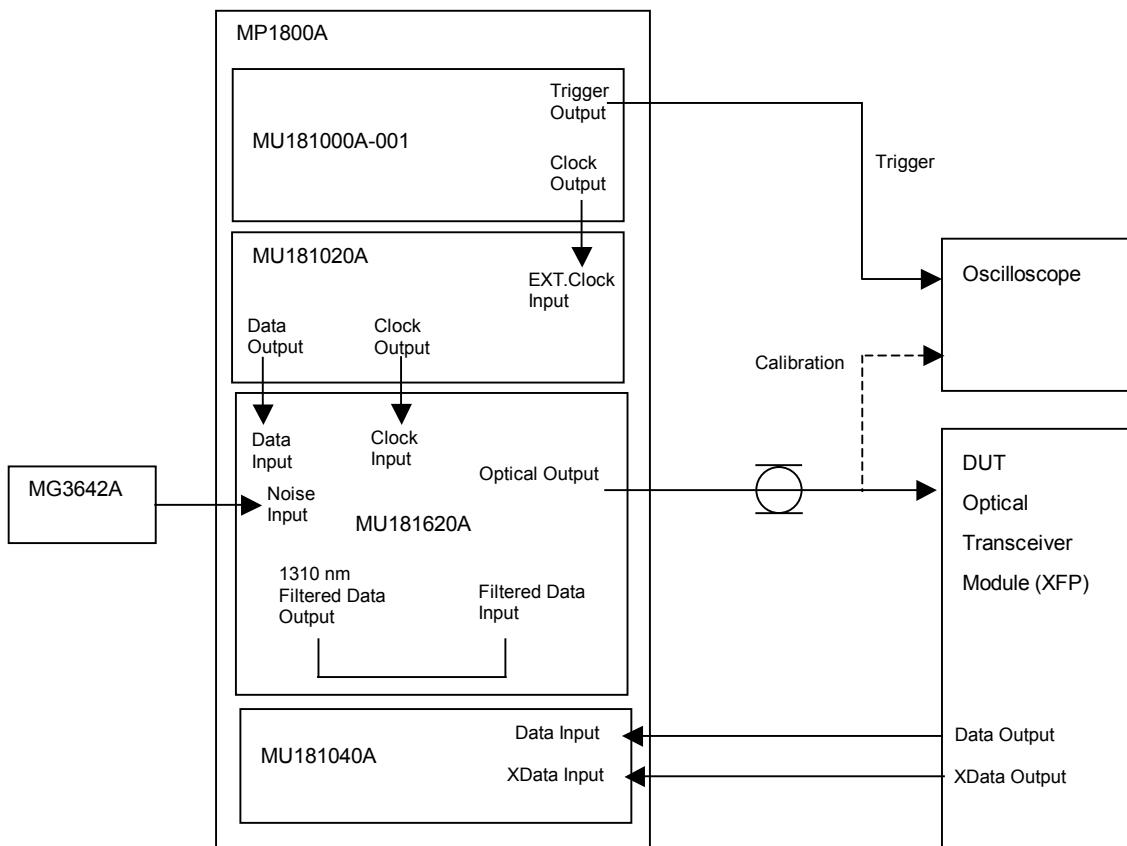 MP1800A
Trigger
Output
MU181000A-001
Clock
Output
Trigger
MU181020A
EXT.Clock
Input
Data
Output
Clock
Output
Oscilloscope
Calibration
Data
Input
Clock
Input
Optical Output
MG3642A
Noise
Input
MU181620A
1310 nm
Filtered Data
Output
Filtered Data
Input
DUT
Optical
Transceiver
Module (XFP)
MU181040A
Data Input
XData Input
Data Output
XData Output